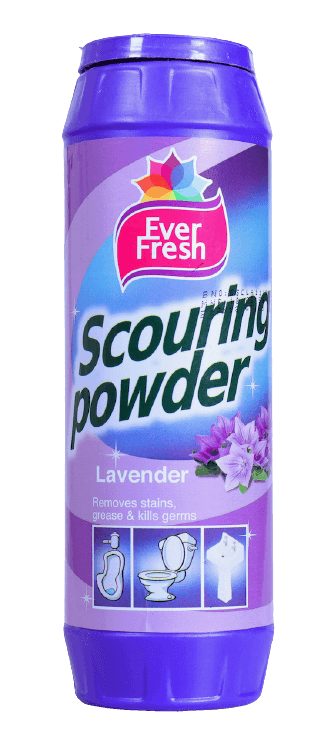 Ever
Fresh
Scouring
powder
Lavender
Removes stains,
grease & kills germs